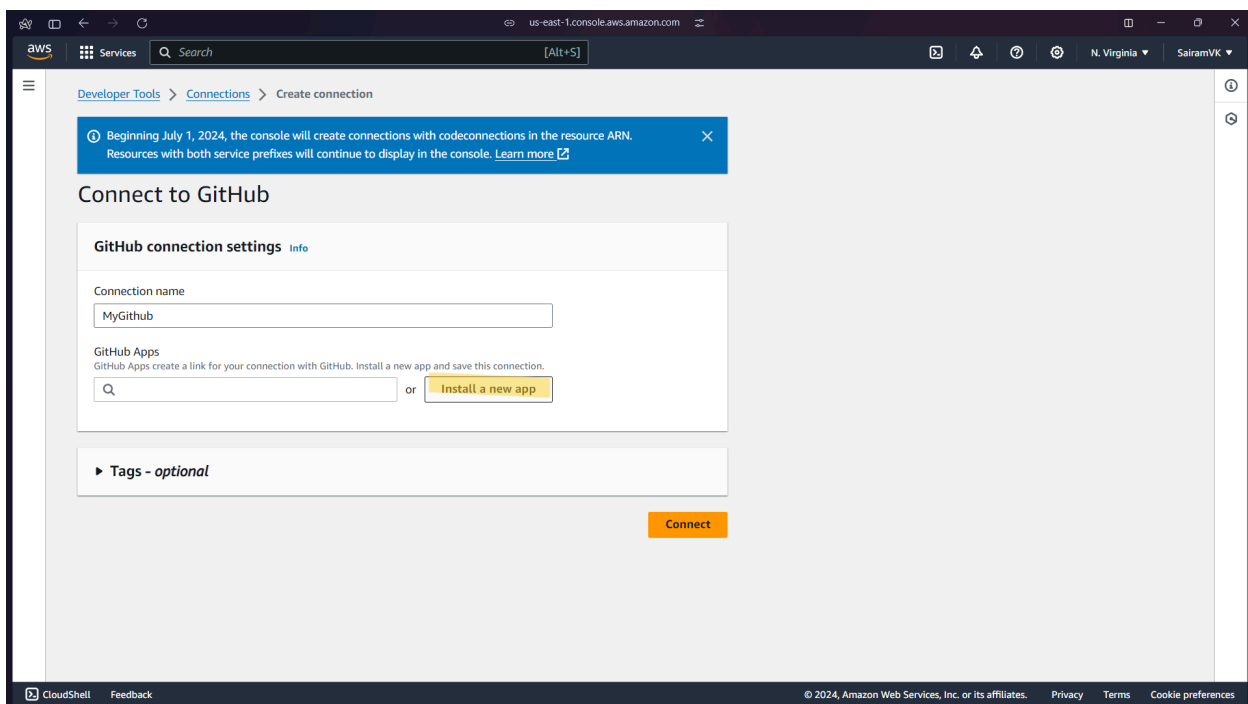 us-east-1.console.aws.amazon.com
aws
Services
Search
[Alt+S]
N. Virginia
SairamVK
Developer Tools > Connections > Create connection
Beginning July 1, 2024, the console will create connections with codeconnections in the resource ARN.
Resources with both service prefixes will continue to display in the console. Learn more
Connect to GitHub
GitHub connection settings Info
Connection name
MyGithub
GitHub Apps
GitHub Apps create a link for your connection with GitHub. Install a new app and save this connection.
or Install a new app
Tags - optional
Connect
CloudShell Feedback © 2024, Amazon Web Services, Inc. or its affiliates. Privacy Terms Cookie preferences